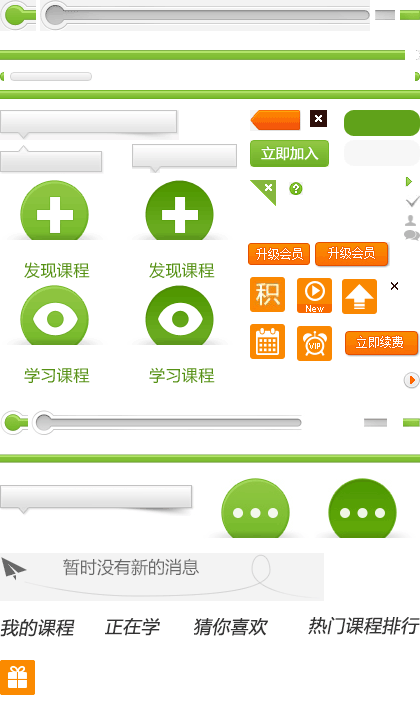 立即加入
升级会员
升级会员
发现课程
发现课程
积
New
VIP
立即续费
学习课程
学习课程
暂时没有新的消息
我的课程
正在学
猜你喜欢
热门课程排行